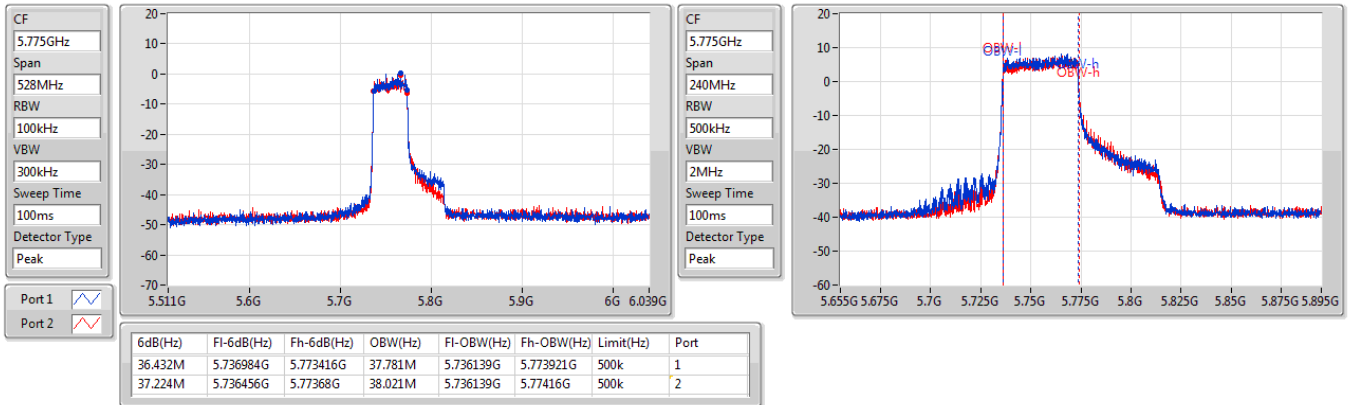 CF
5.775GHz
Span
528MHz
RBW
100kHz
VBW
300kHz
Sweep Time
100ms
Detector Type
Peak
Port 1
Port 2
20
10
0
-10
-20
-30
-40
-50
-60
-70
5.511G 5.6G 5.7G 5.8G 5.9G 6G 6.039G
CF
5.775GHz
Span
240MHz
RBW
500kHz
VBW
2MHz
Sweep Time
100ms
Detector Type
Peak
20
10
0
-10
-20
-30
-40
-50
-60
OBW-l
OBW-h
5.655G 5.675G 5.7G 5.725G 5.75G 5.775G 5.8G 5.825G 5.85G 5.875G 5.895G
6dB(Hz) Fl-6dB(Hz) Fh-6dB(Hz) OBW(Hz) Fl-OBW(Hz) Fh-OBW(Hz) Limit(Hz) Port
36.432M 5.736984G 5.773416G 37.781M 5.736139G 5.773921G 500k 1
37.224M 5.736456G 5.77368G 38.021M 5.736139G 5.77416G 500k 2